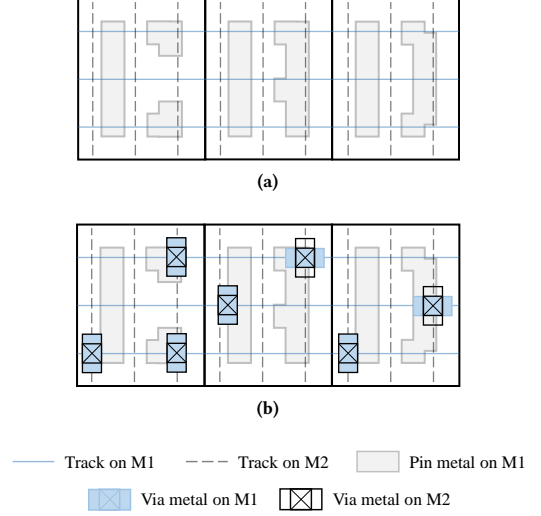 (a)
(b)
Track on M1 Track on M2 Pin metal on M1
Via metal on M1 Via metal on M2